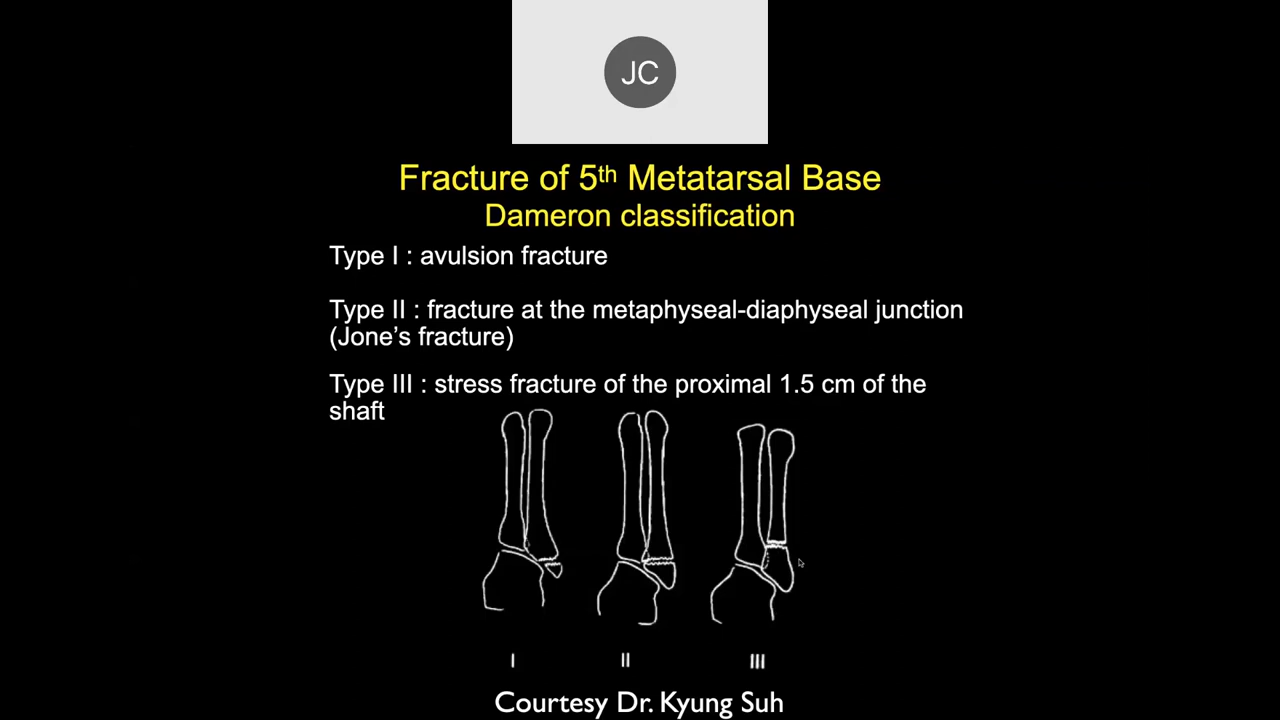 JC
Fracture of 5th Metatarsal Base
Dameron classification
Type I : avulsion fracture
Type II : fracture at the metaphyseal-diaphyseal junction
(Jone’s fracture)
Type III : stress fracture of the proximal 1.5 cm of the
shaft
I II III
Courtesy Dr. Kyung Suh